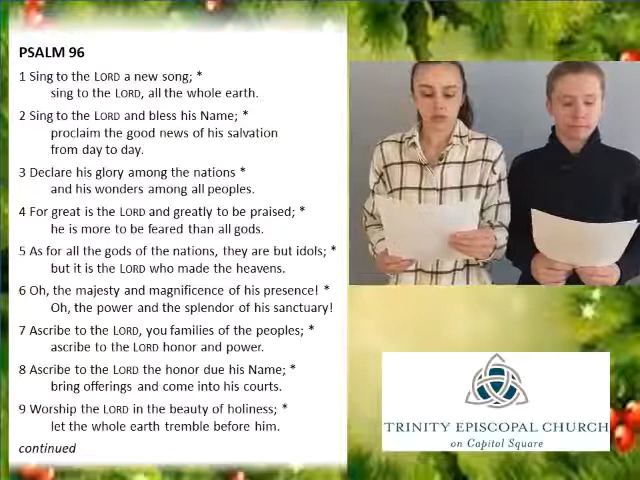 PSALM 96
1 Sing to the LORD a new song; *
sing to the LORD, all the whole earth.
2 Sing to the LORD and bless his Name; *
proclaim the good news of his salvation
from day to day.
3 Declare his glory among the nations *
and his wonders among all peoples.
4 For great is the LORD and greatly to be praised; *
he is more to be feared than all gods.
5 As for all the gods of the nations, they are but idols; *
but it is the LORD who made the heavens.
6 Oh, the majesty and magnificence of his presence! *
Oh, the power and the splendor of his sanctuary!
7 Ascribe to the LORD, you families of the peoples; *
ascribe to the LORD honor and power.
8 Ascribe to the LORD the honor due his Name; *
bring offerings and come into his courts.
9 Worship the LORD in the beauty of holiness; *
let the whole earth tremble before him.
continued
TRINITY EPISCOPAL CHURCH
on Capitol Square